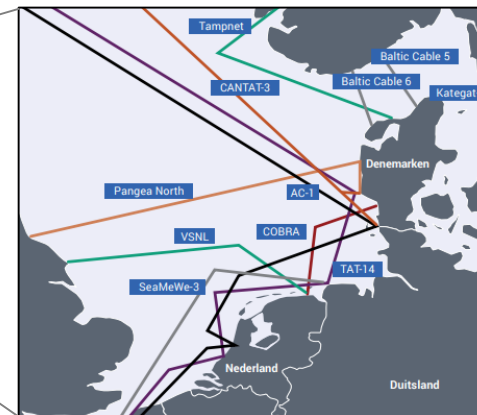 Tampnet
Baltic Cable 5
Baltic Cable 6
CANTAT-3
Kategat
Denemarken
Pangea North
AC-1
VSNL
COBRA
TAT-14
SeaMeWe-3
Nederland
Duitsland